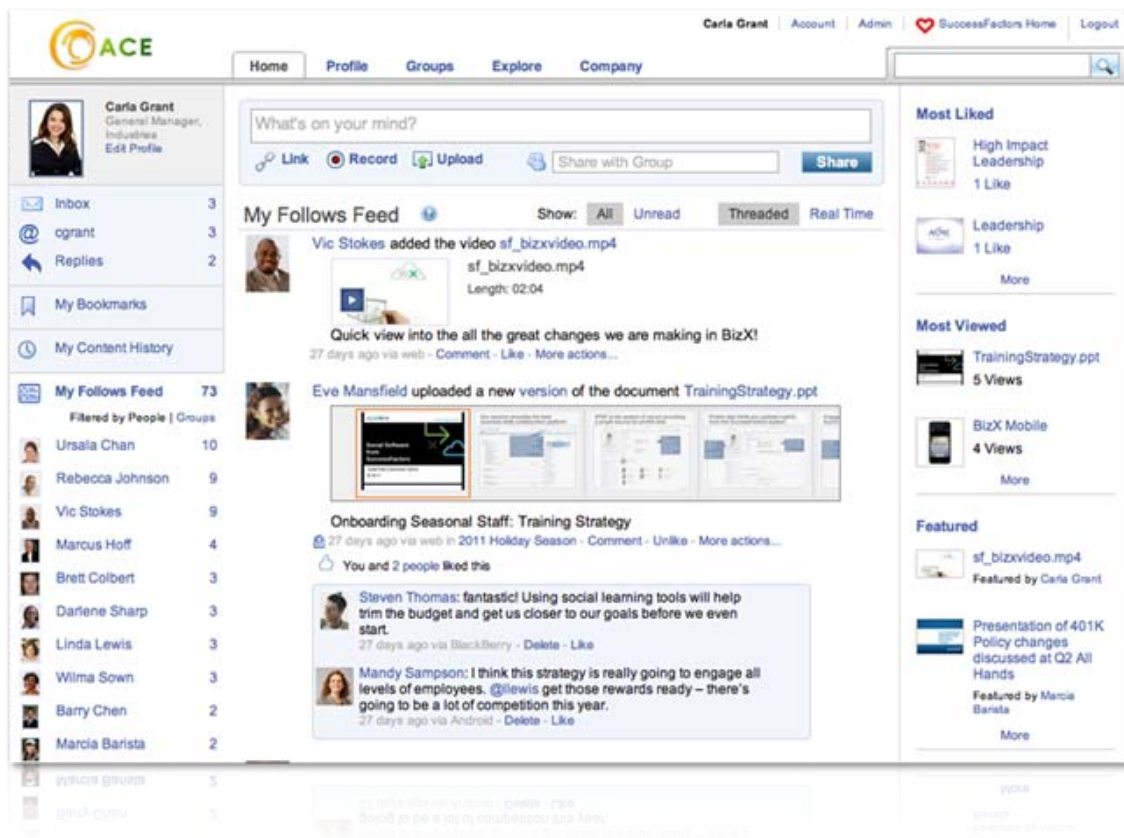 ACE
Carla Grant | Account | Admin | SuccessFactors Home | Logout
Home Profile Groups Explore Company
Carla Grant
General Manager,
Industries
Edit Profile
Inbox 3
cgrant 3
Replies 2
My Bookmarks
My Content History
My Follows Feed 73
Filtered by People | Groups
Ursala Chan 10
Rebecca Johnson 9
Vic Stokes 9
Marcus Hoff 4
Brett Colbert 3
Darlene Sharp 3
Linda Lewis 3
Wilma Sown 3
Barry Chen 2
Marcia Barista 2
What's on your mind?
Link Record Upload Share with Group Share
My Follows Feed Show: All Unread Threaded Real Time
Vic Stokes added the video sf_bizxvideo.mp4
sf_bizxvideo.mp4
Length: 02:04
Quick view into the all the great changes we are making in BizX!
27 days ago via web - Comment - Like - More actions...
Eve Mansfield uploaded a new version of the document TrainingStrategy.ppt
Social Software
from
SuccessFactors
Onboarding Seasonal Staff: Training Strategy
27 days ago via web in 2011 Holiday Season - Comment - Unlike - More actions...
You and 2 people liked this
Steven Thomas: fantastic! Using social learning tools will help
trim the budget and get us closer to our goals before we even
start.
27 days ago via BlackBerry - Delete - Like
Mandy Sampson: I think this strategy is really going to engage all
levels of employees. @llewis get those rewards ready – there's
going to be a lot of competition this year.
27 days ago via Android - Delete - Like
Most Liked
High Impact
Leadership
1 Like
Leadership
1 Like
More
Most Viewed
TrainingStrategy.ppt
5 Views
BizX Mobile
4 Views
More
Featured
sf_bizxvideo.mp4
Featured by Carla Grant
Presentation of 401K
Policy changes
discussed at Q2 All
Hands
Featured by Marcia
Barista
More